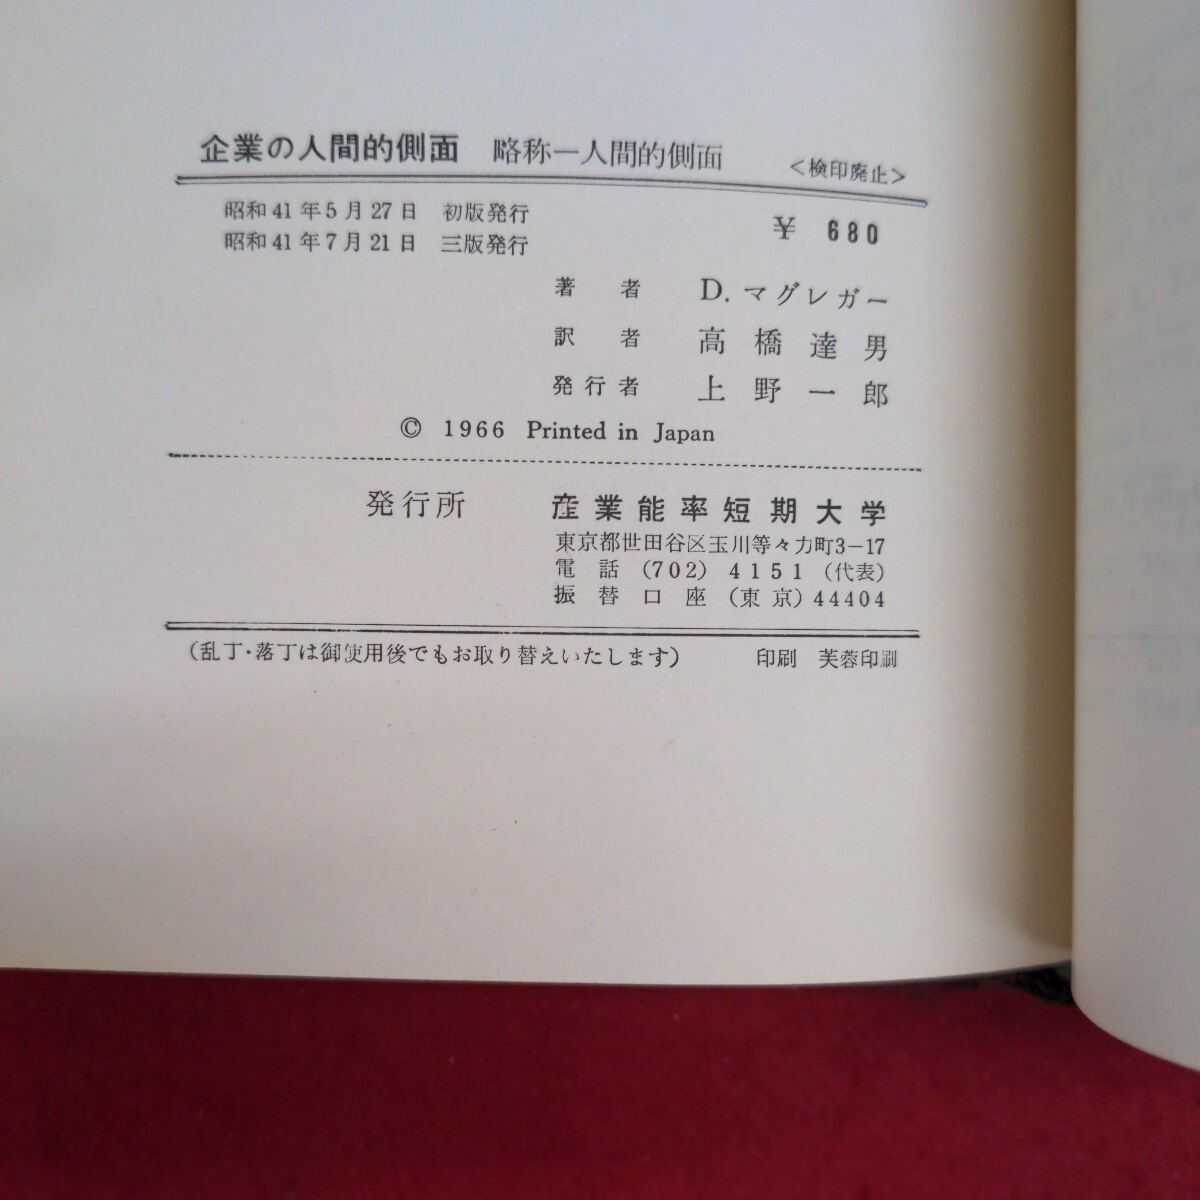 企業の人間的側面 略称―人間的側面 <検印廃止>
昭和41年5月27日 初版発行
昭和41年7月21日 三版発行
¥ 680
著者 D. マグレガー
訳者 高橋達男
発行者 上野一郎
© 1966 Printed in Japan
発行所 産業能率短期大学
東京都世田谷区玉川等々力町3-17
電話 (702) 4151 (代表)
振替口座 (東京) 44404
(乱丁・落丁は御使用後でもお取り替えいたします) 印刷 芙蓉印刷